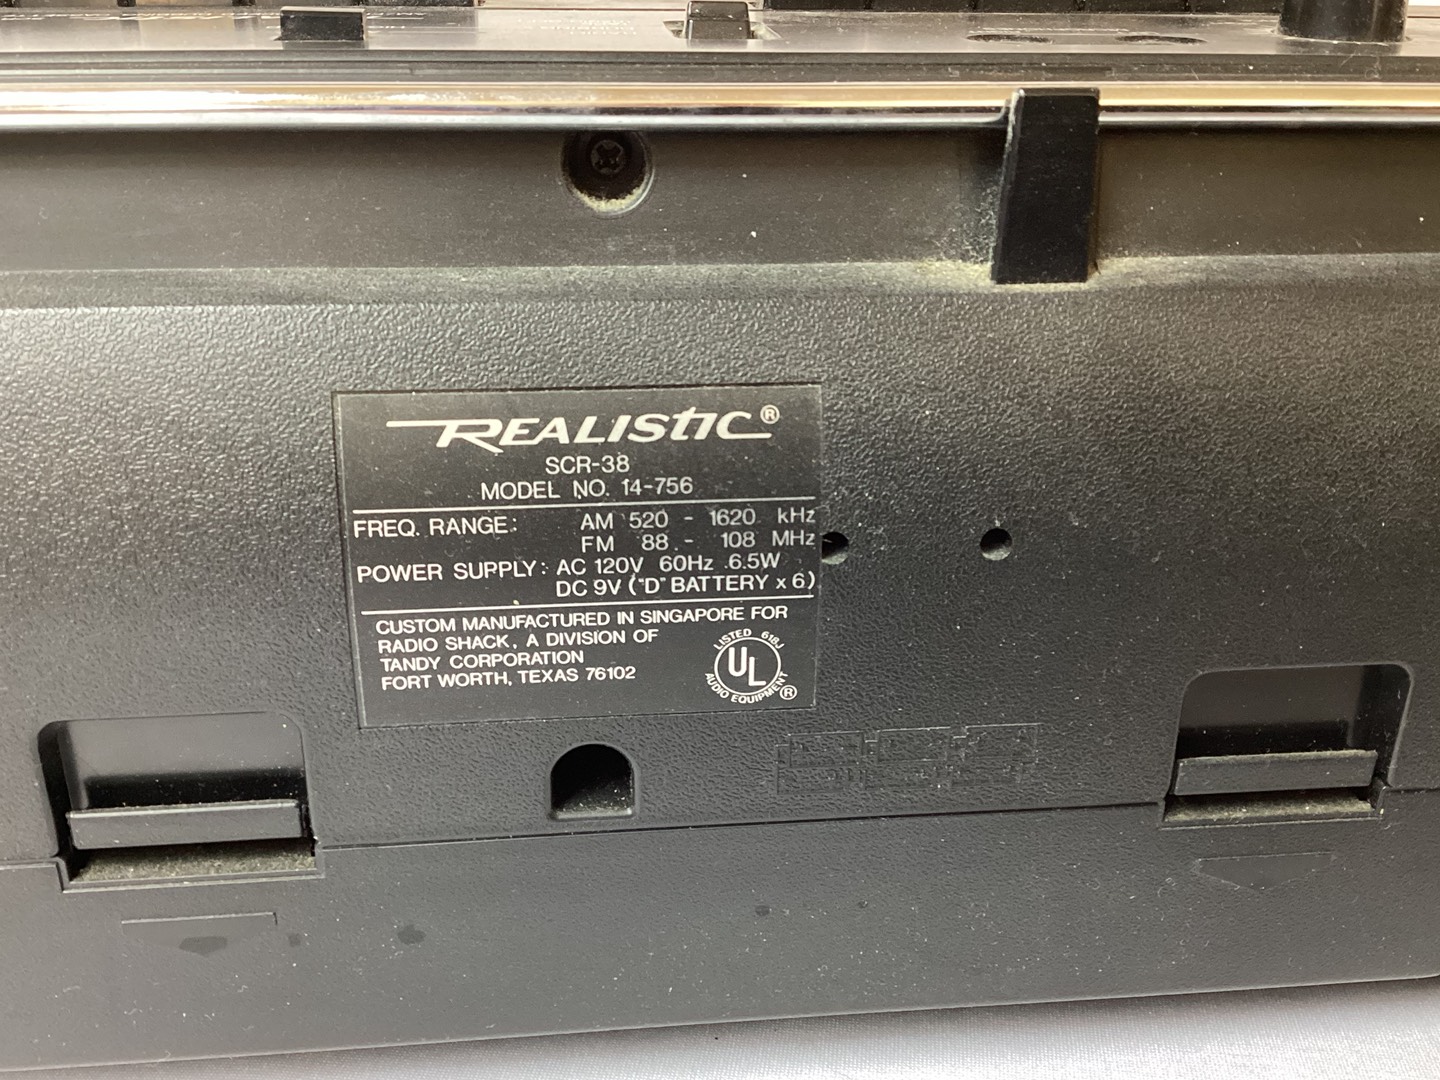 REALISTIC®
SCR-38
MODEL NO. 14-756
FREQ. RANGE: AM 520 - 1620 kHz
FM 88 - 108 MHz
POWER SUPPLY: AC 120V 60Hz 6.5W
DC 9V ("D" BATTERY x 6)
CUSTOM MANUFACTURED IN SINGAPORE FOR
RADIO SHACK, A DIVISION OF
TANDY CORPORATION
FORT WORTH, TEXAS 76102
LISTED 618J
UL
AUDIO EQUIPMENT
®